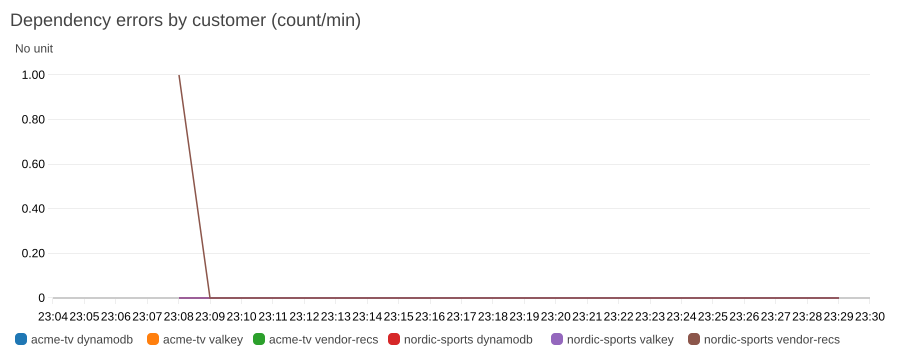 Dependency errors by customer (count/min)
No unit
1.00
0.80
0.60
0.40
0.20
0
23:04 23:05 23:06 23:07 23:08 23:09 23:10 23:11 23:12 23:13 23:14 23:15 23:16 23:17 23:18 23:19 23:20 23:21 23:22 23:23 23:24 23:25 23:26 23:27 23:28 23:29 23:30
acme-tv dynamodb acme-tv valkey acme-tv vendor-recs nordic-sports dynamodb nordic-sports valkey nordic-sports vendor-recs